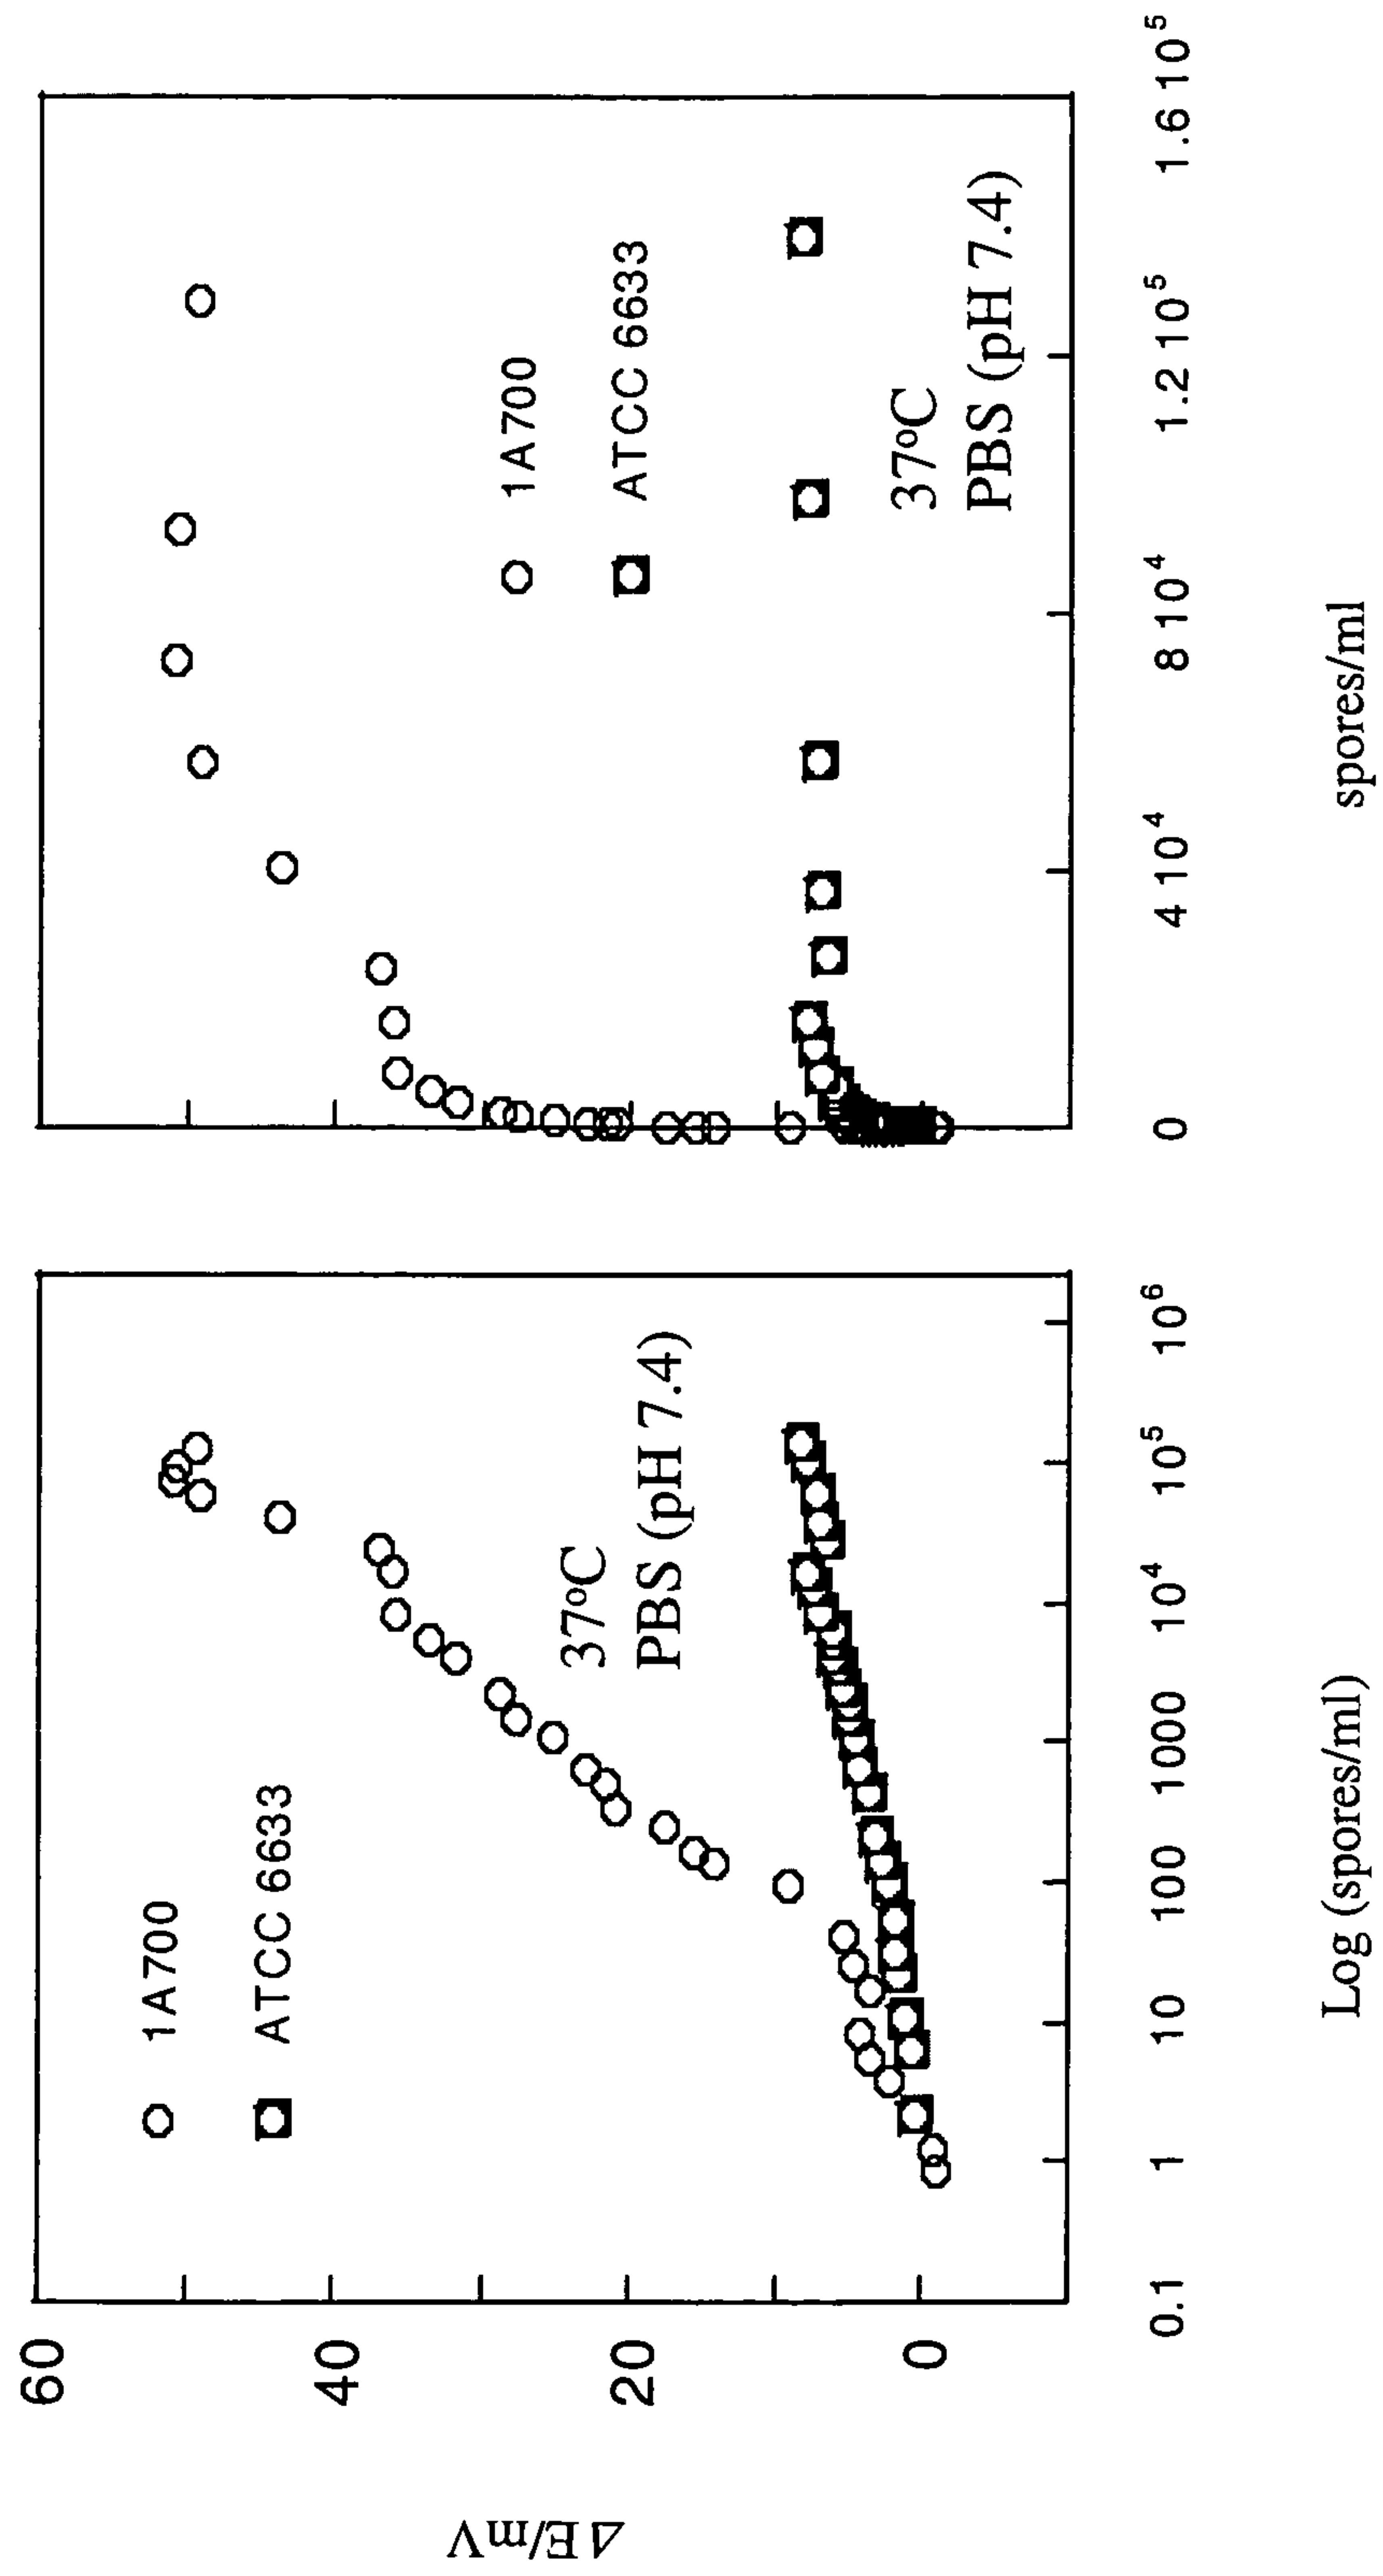 ΔE/mV
60
40
20
0
1A700
ATCC 6633
37°C
PBS (pH 7.4)
0.1 1 10 100 1000 10⁴ 10⁵ 10⁶
Log (spores/ml)
1A700
ATCC 6633
37°C
PBS (pH 7.4)
0 4 10⁴ 8 10⁴ 1.2 10⁵ 1.6 10⁵
spores/ml